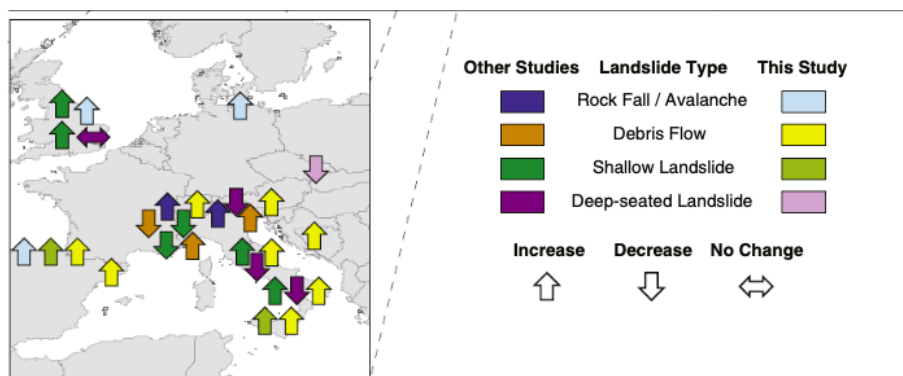 Other Studies Landslide Type This Study
Rock Fall / Avalanche
Debris Flow
Shallow Landslide
Deep-seated Landslide
Increase Decrease No Change